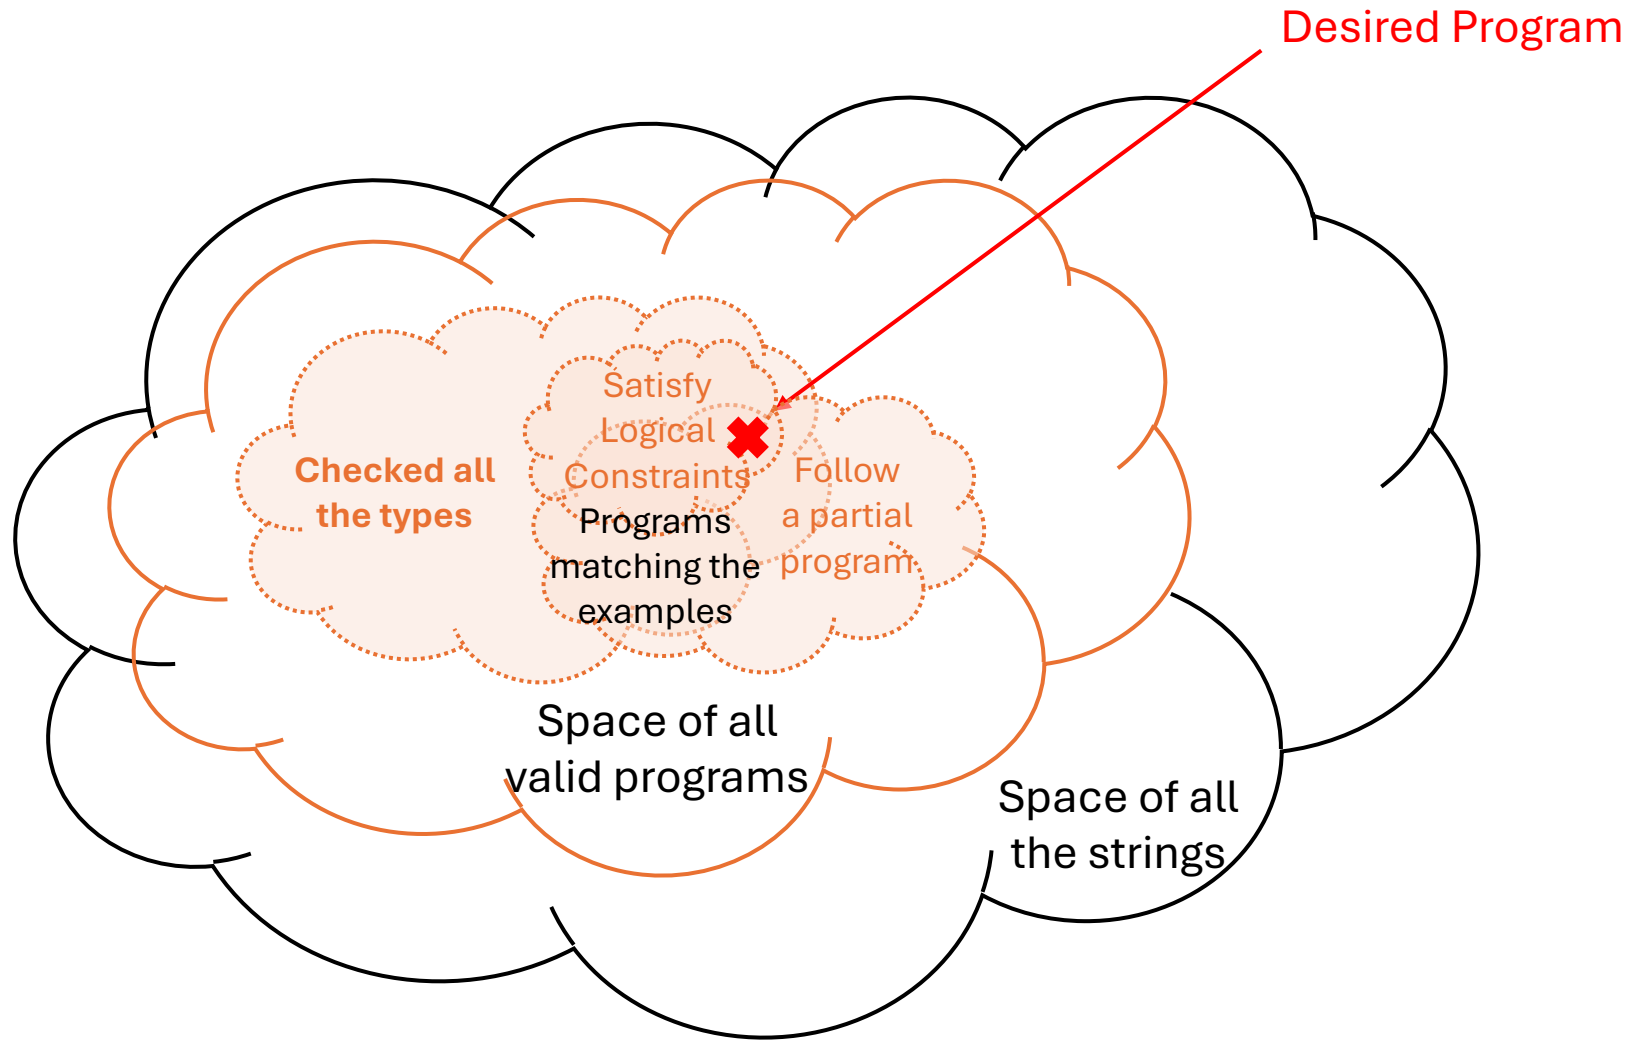 Desired Program
Satisfy
Logical
Constraints
Checked all
the types
Follow
a partial
program
Programs
matching the
examples
Space of all
valid programs
Space of all
the strings